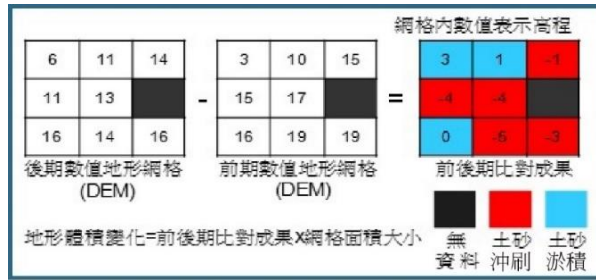 網格內數值表示高程
6 11 14
11 13
16 14 16
-
3 10 15
15 17
16 19 19
=
3 1 -1
-4 -4
0 -5 -3
後期數值地形網格
(DEM)
前期數值地形網格
(DEM)
前後期比對成果
地形體積變化=前後期比對成果X網格面積大小
無
資料
土砂
沖刷
土砂
淤積